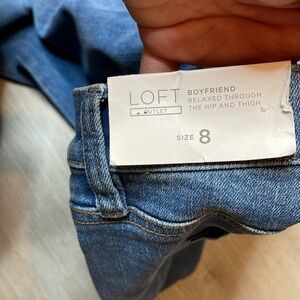 LOFT
OUTLET
BOYFRIEND
RELAXED THROUGH
THE HIP AND THIGH
SIZE 8